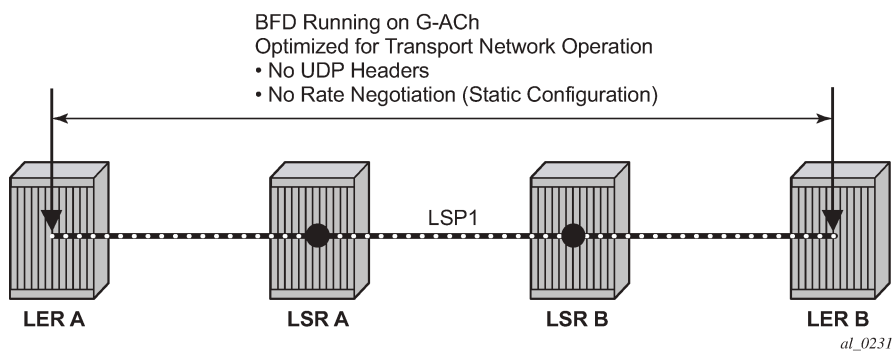 BFD Running on G-ACh
Optimized for Transport Network Operation
• No UDP Headers
• No Rate Negotiation (Static Configuration)
LSP1
LER A
LSR A
LSR B
LER B
al_0231